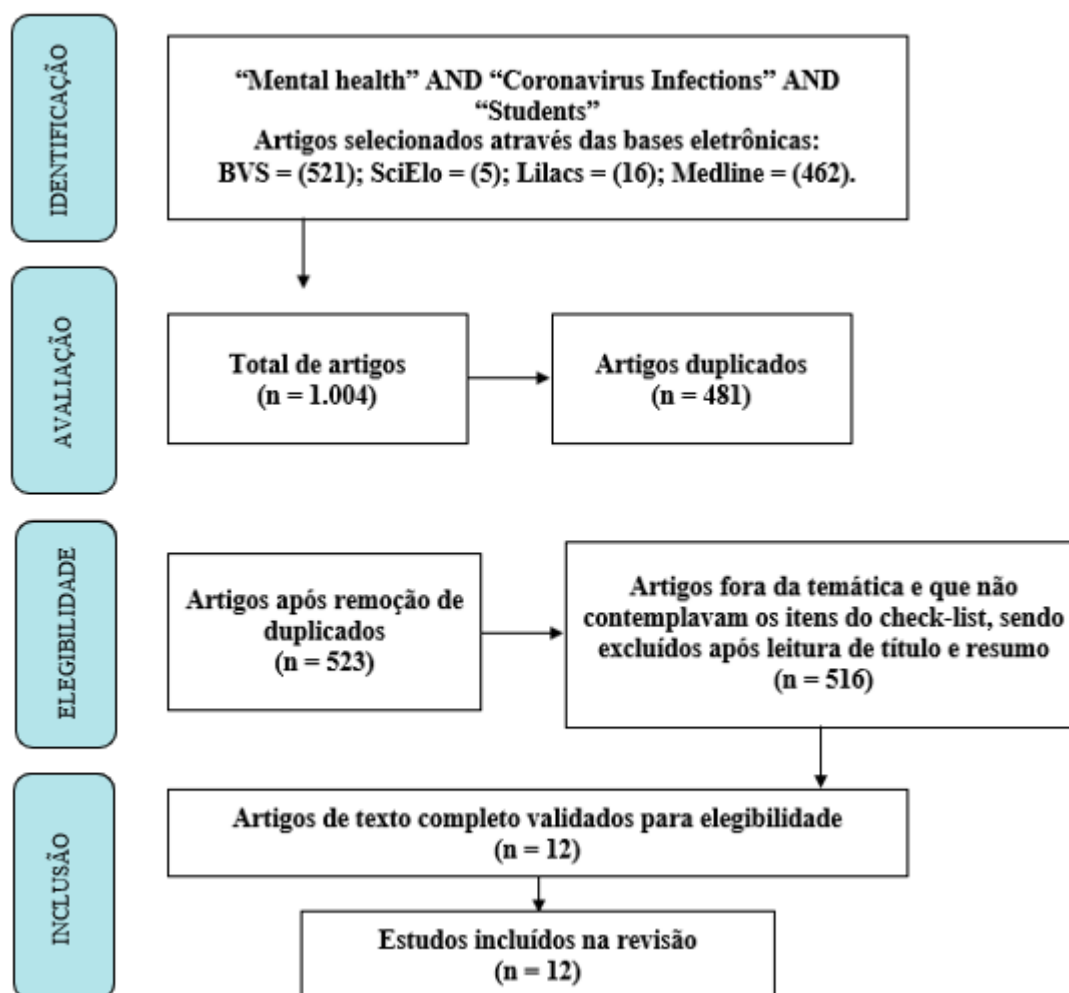 IDENTIFICAÇÃO
“Mental health” AND “Coronavirus Infections” AND
“Students”
Artigos selecionados através das bases eletrônicas:
BVS = (521); SciElo = (5); Lilacs = (16); Medline = (462).
AVALIAÇÃO
Total de artigos
(n = 1.004)
Artigos duplicados
(n = 481)
ELEGIBILIDADE
Artigos após remoção de
duplicados
(n = 523)
Artigos fora da temática e que não
contemplavam os itens do check-list, sendo
excluídos após leitura de título e resumo
(n = 516)
INCLUSÃO
Artigos de texto completo validados para elegibilidade
(n = 12)
Estudos incluídos na revisão
(n = 12)